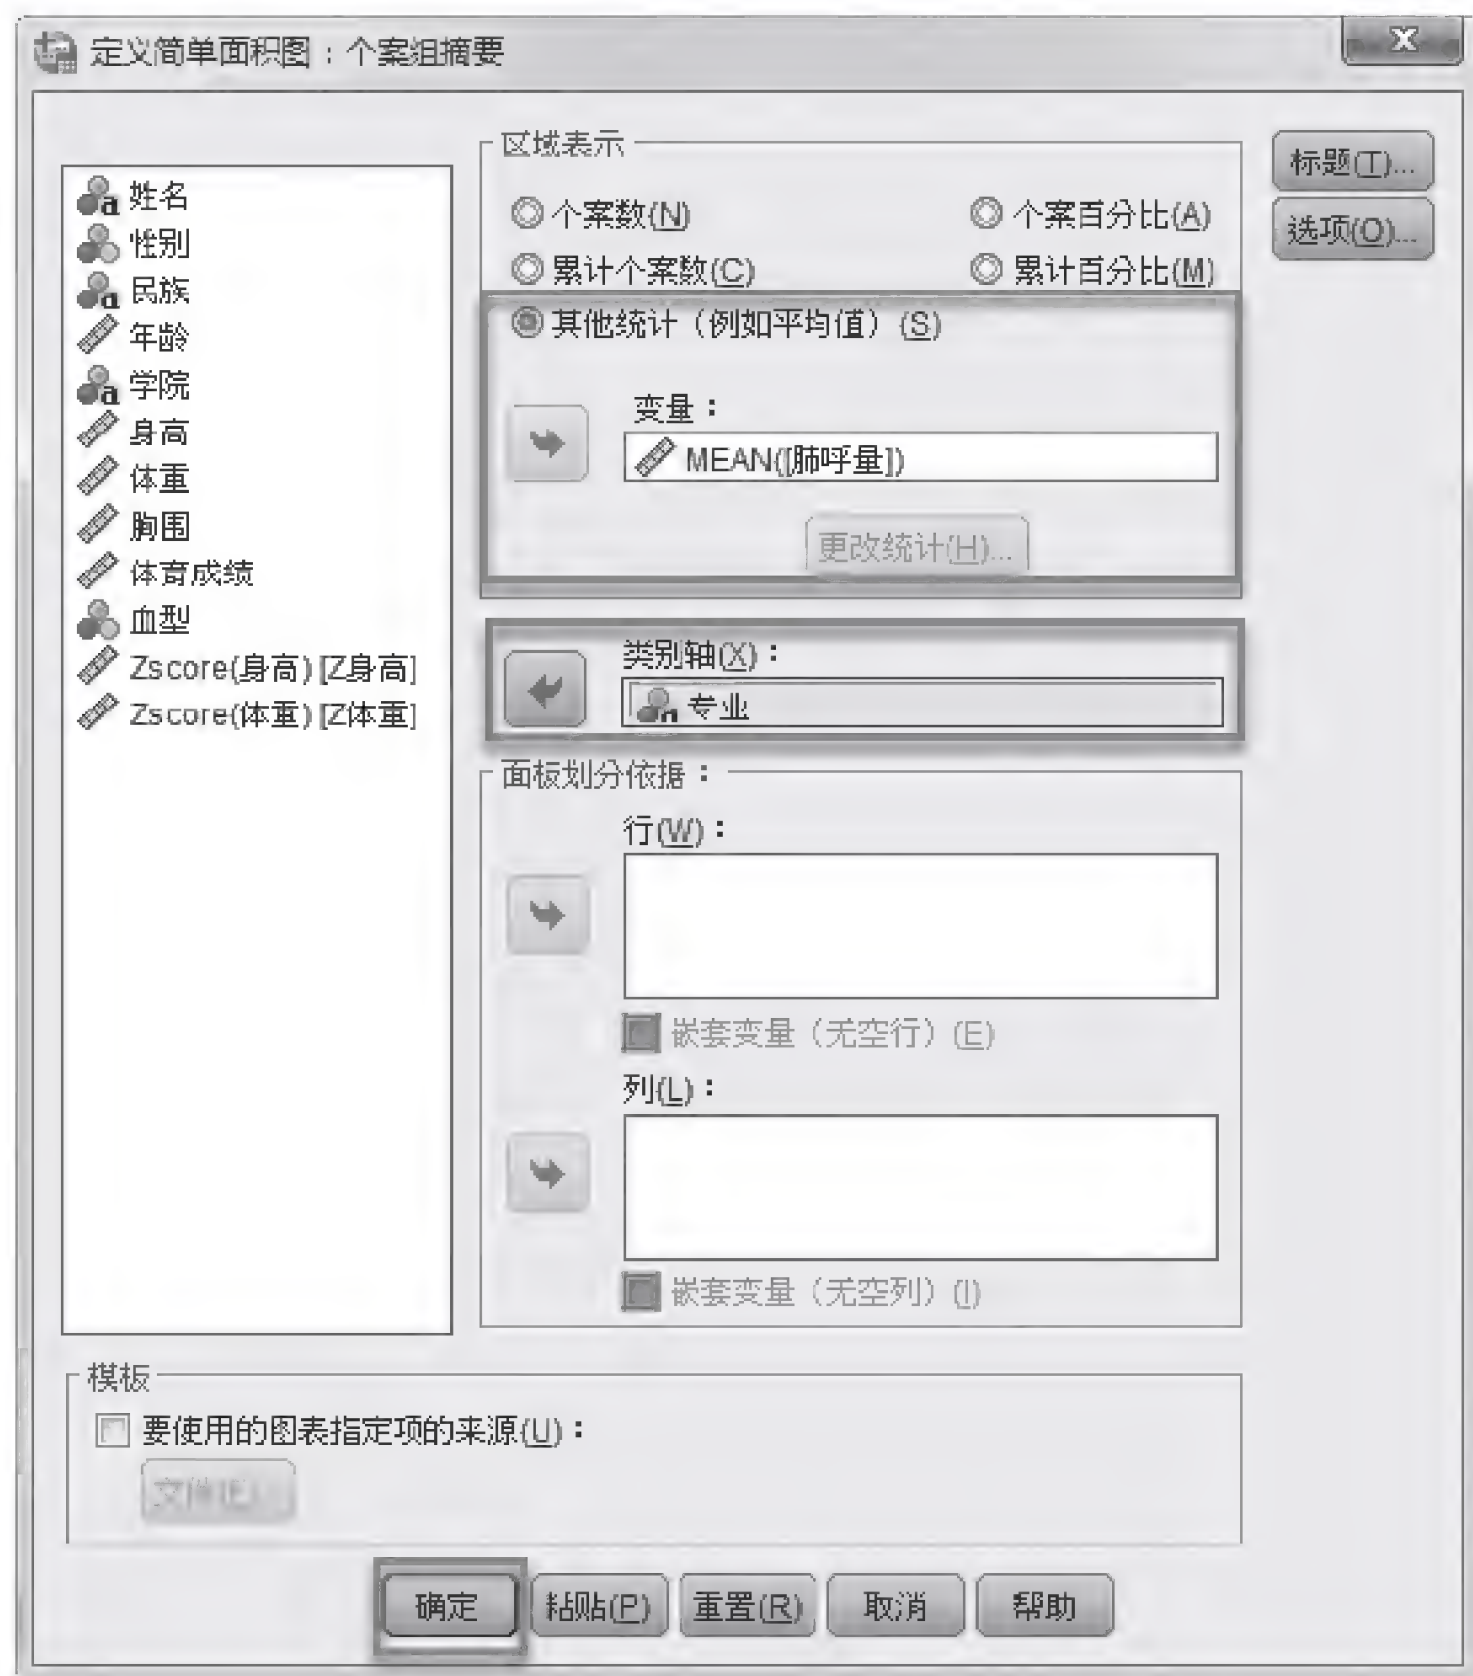 定义简单面积图：个案组摘要
姓名
性别
民族
年龄
学院
身高
体重
胸围
体育成绩
血型
Zscore(身高) [Z身高]
Zscore(体重) [Z体重]
区域表示
个案数(N)
个案百分比(A)
累计个案数(C)
累计百分比(M)
其他统计（例如平均值）(S)
变量：
MEAN([肺呼量])
更改统计(H)...
类别轴(X)：
专业
面板划分依据：
行(W)：
嵌套变量（无空行）(E)
列(L)：
嵌套变量（无空列）(I)
标题(T)...
选项(O)...
模板
要使用的图表指定项的来源(U)：
确定
粘贴(P)
重置(R)
取消
帮助